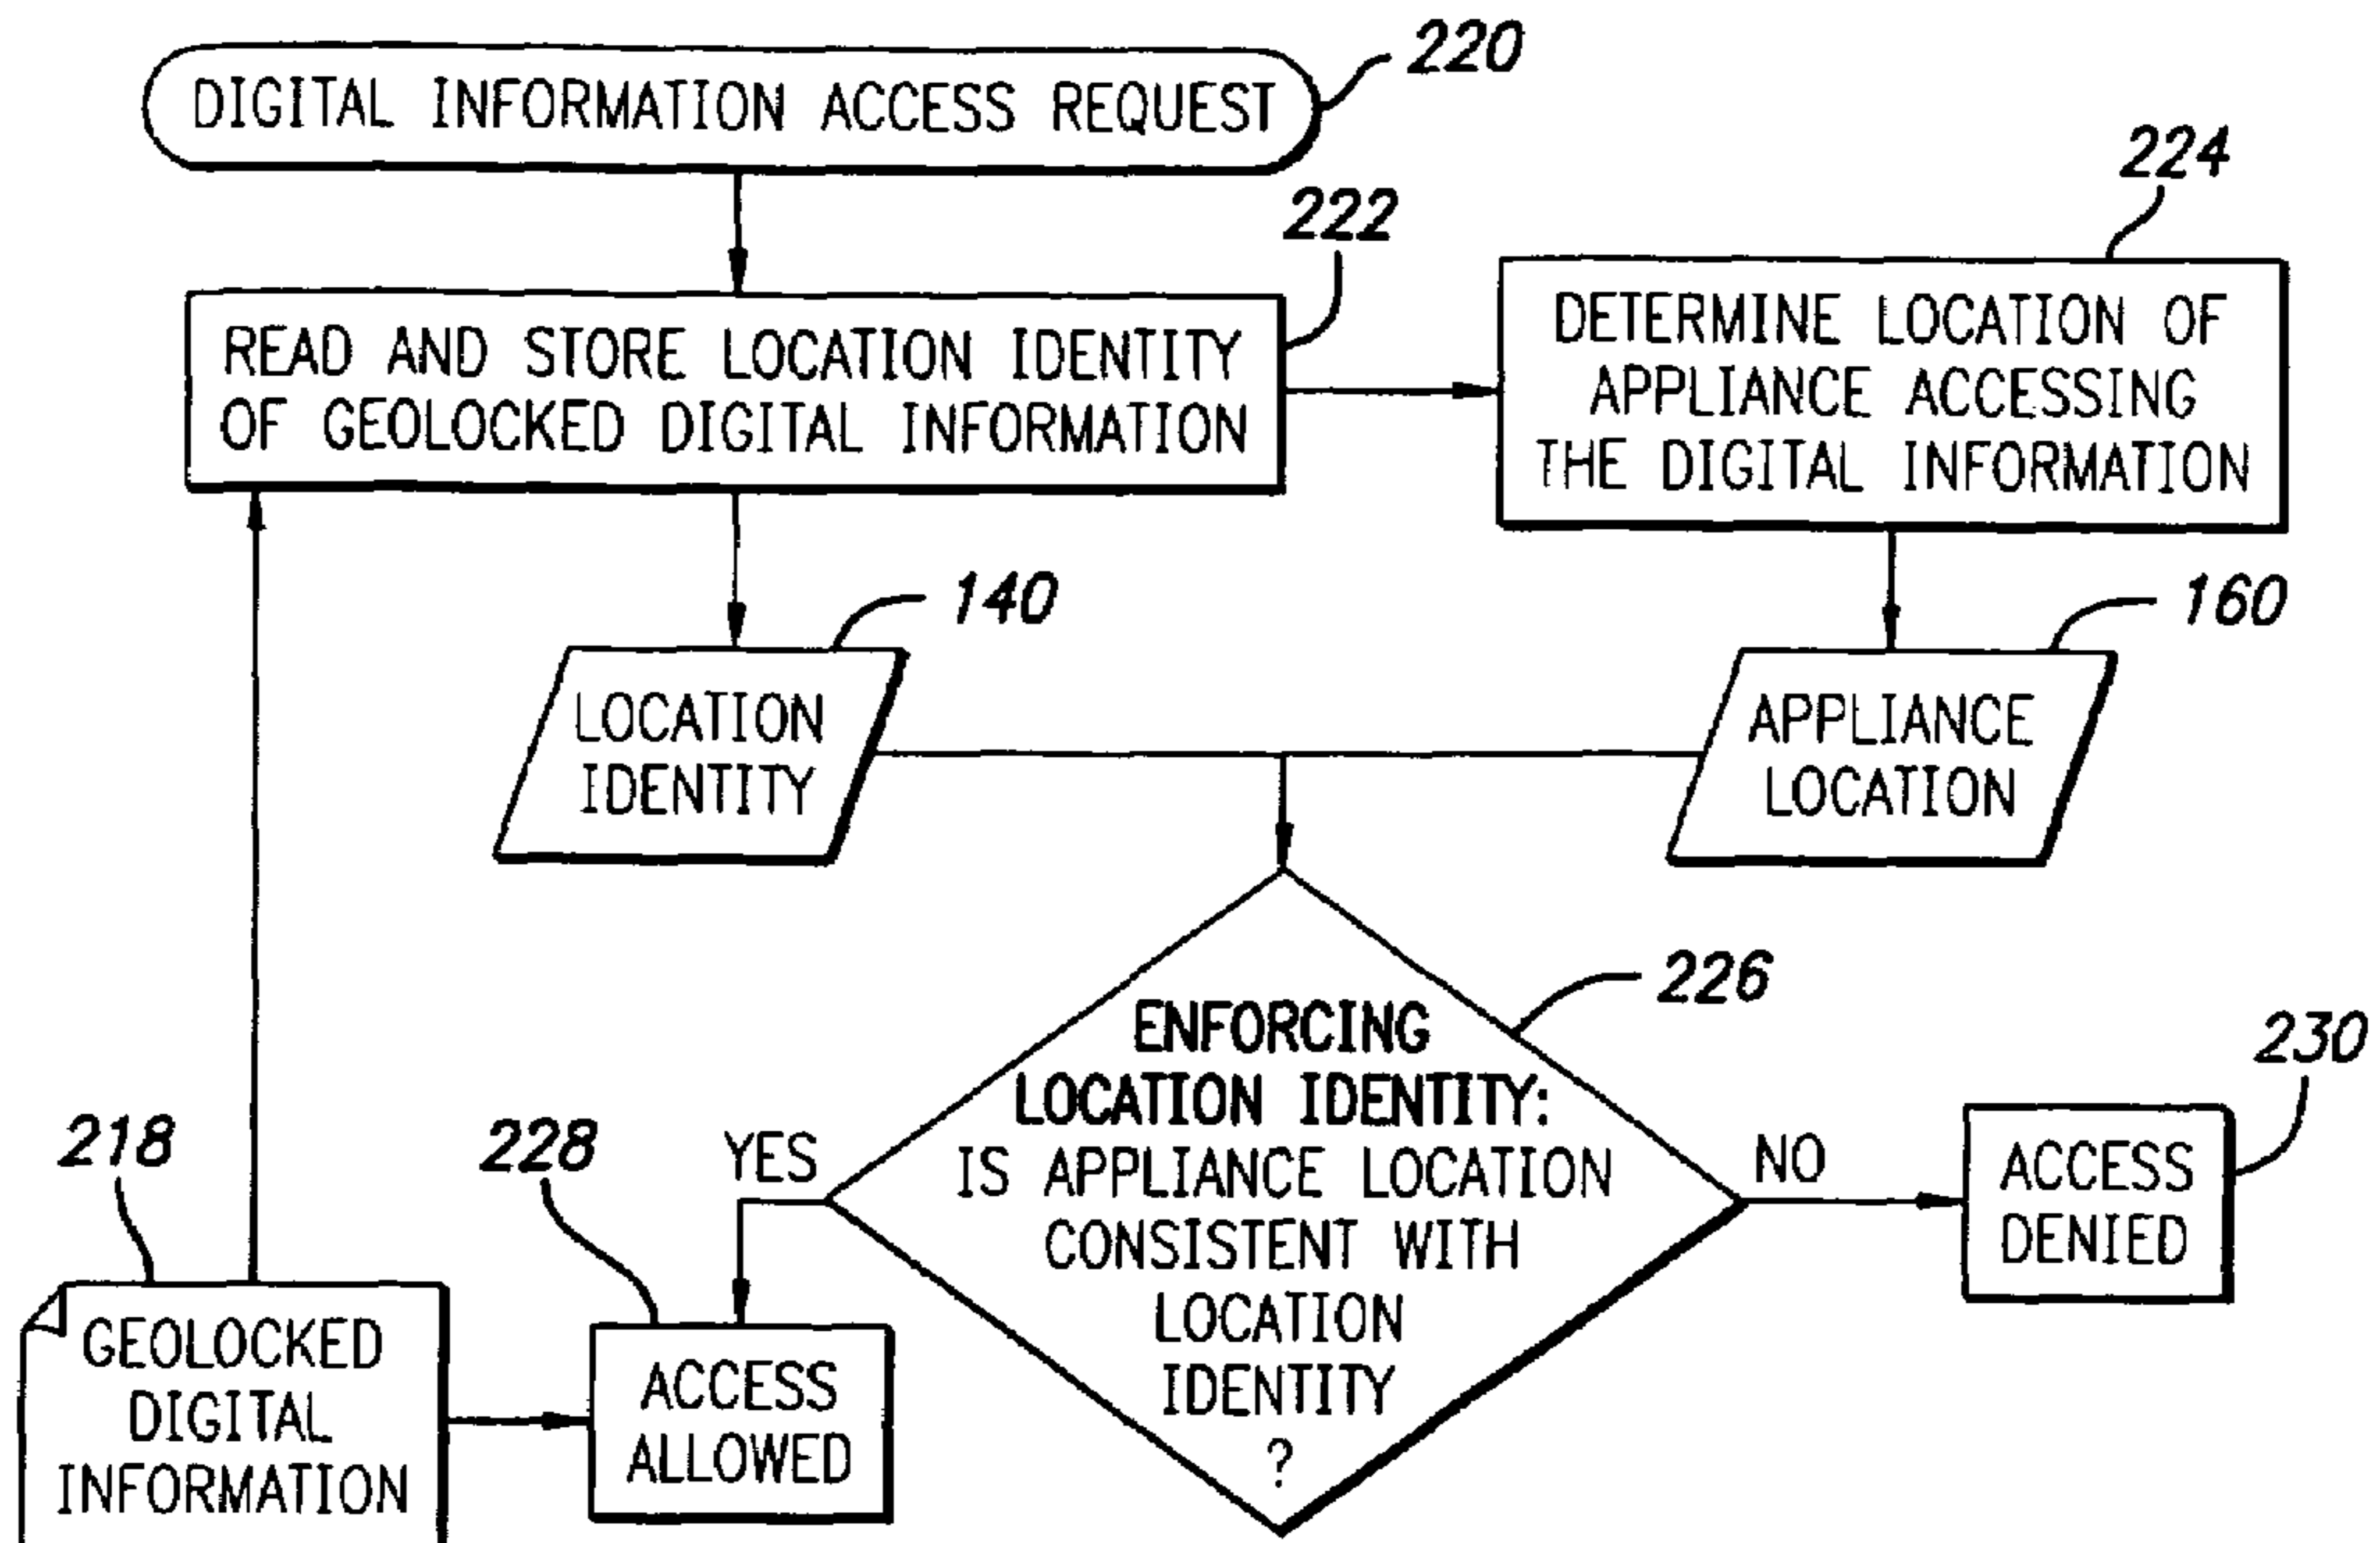 220
DIGITAL INFORMATION ACCESS REQUEST
224
222
READ AND STORE LOCATION IDENTITY
OF GEOLOCKED DIGITAL INFORMATION
DETERMINE LOCATION OF
APPLIANCE ACCESSING
THE DIGITAL INFORMATION
140
160
LOCATION
IDENTITY
APPLIANCE
LOCATION
226
ENFORCING
LOCATION IDENTITY:
IS APPLIANCE LOCATION
CONSISTENT WITH
LOCATION
IDENTITY
?
230
218
228
YES
NO
ACCESS
DENIED
GEOLOCKED
DIGITAL
INFORMATION
ACCESS
ALLOWED